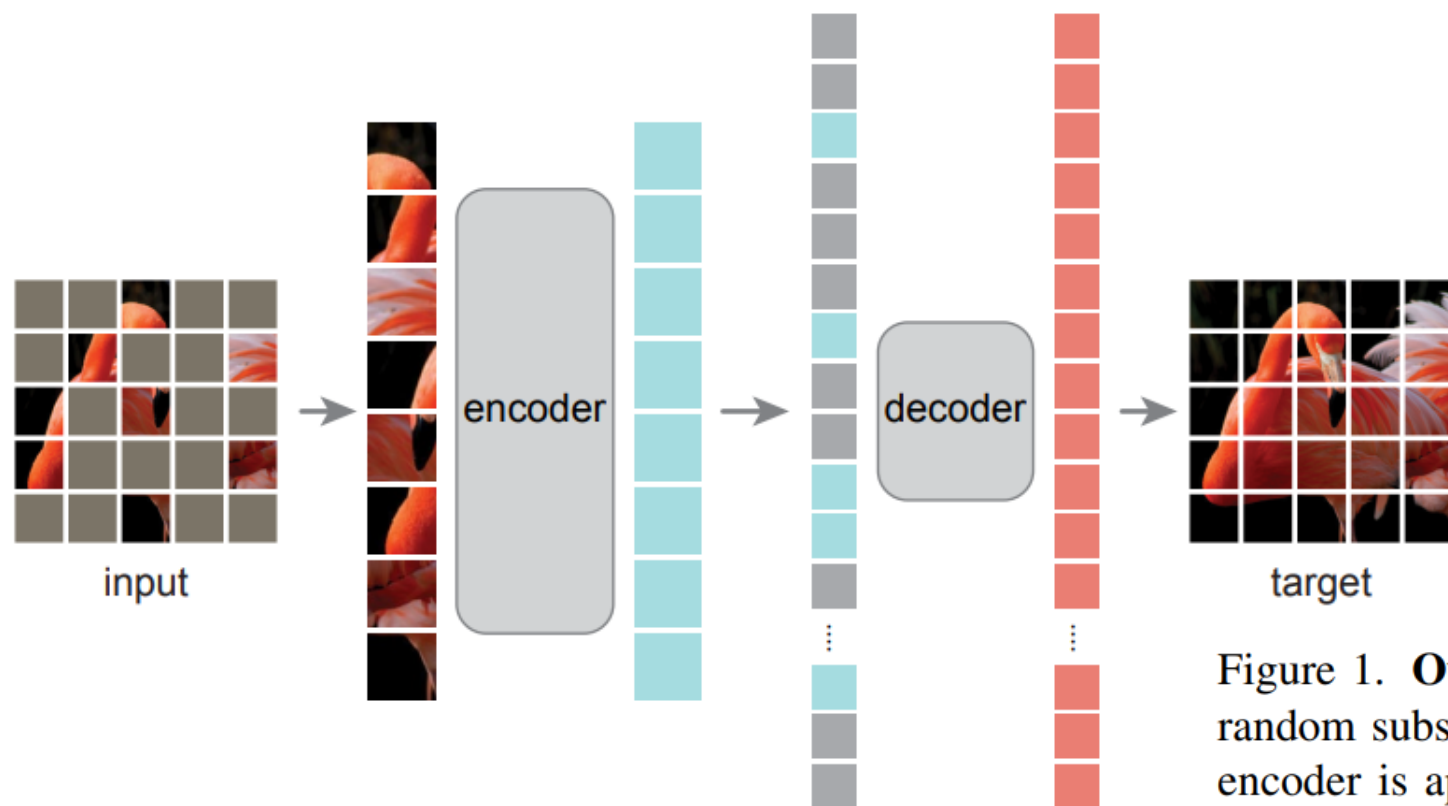 input
encoder
decoder
target
Figure 1.
random subs
encoder is